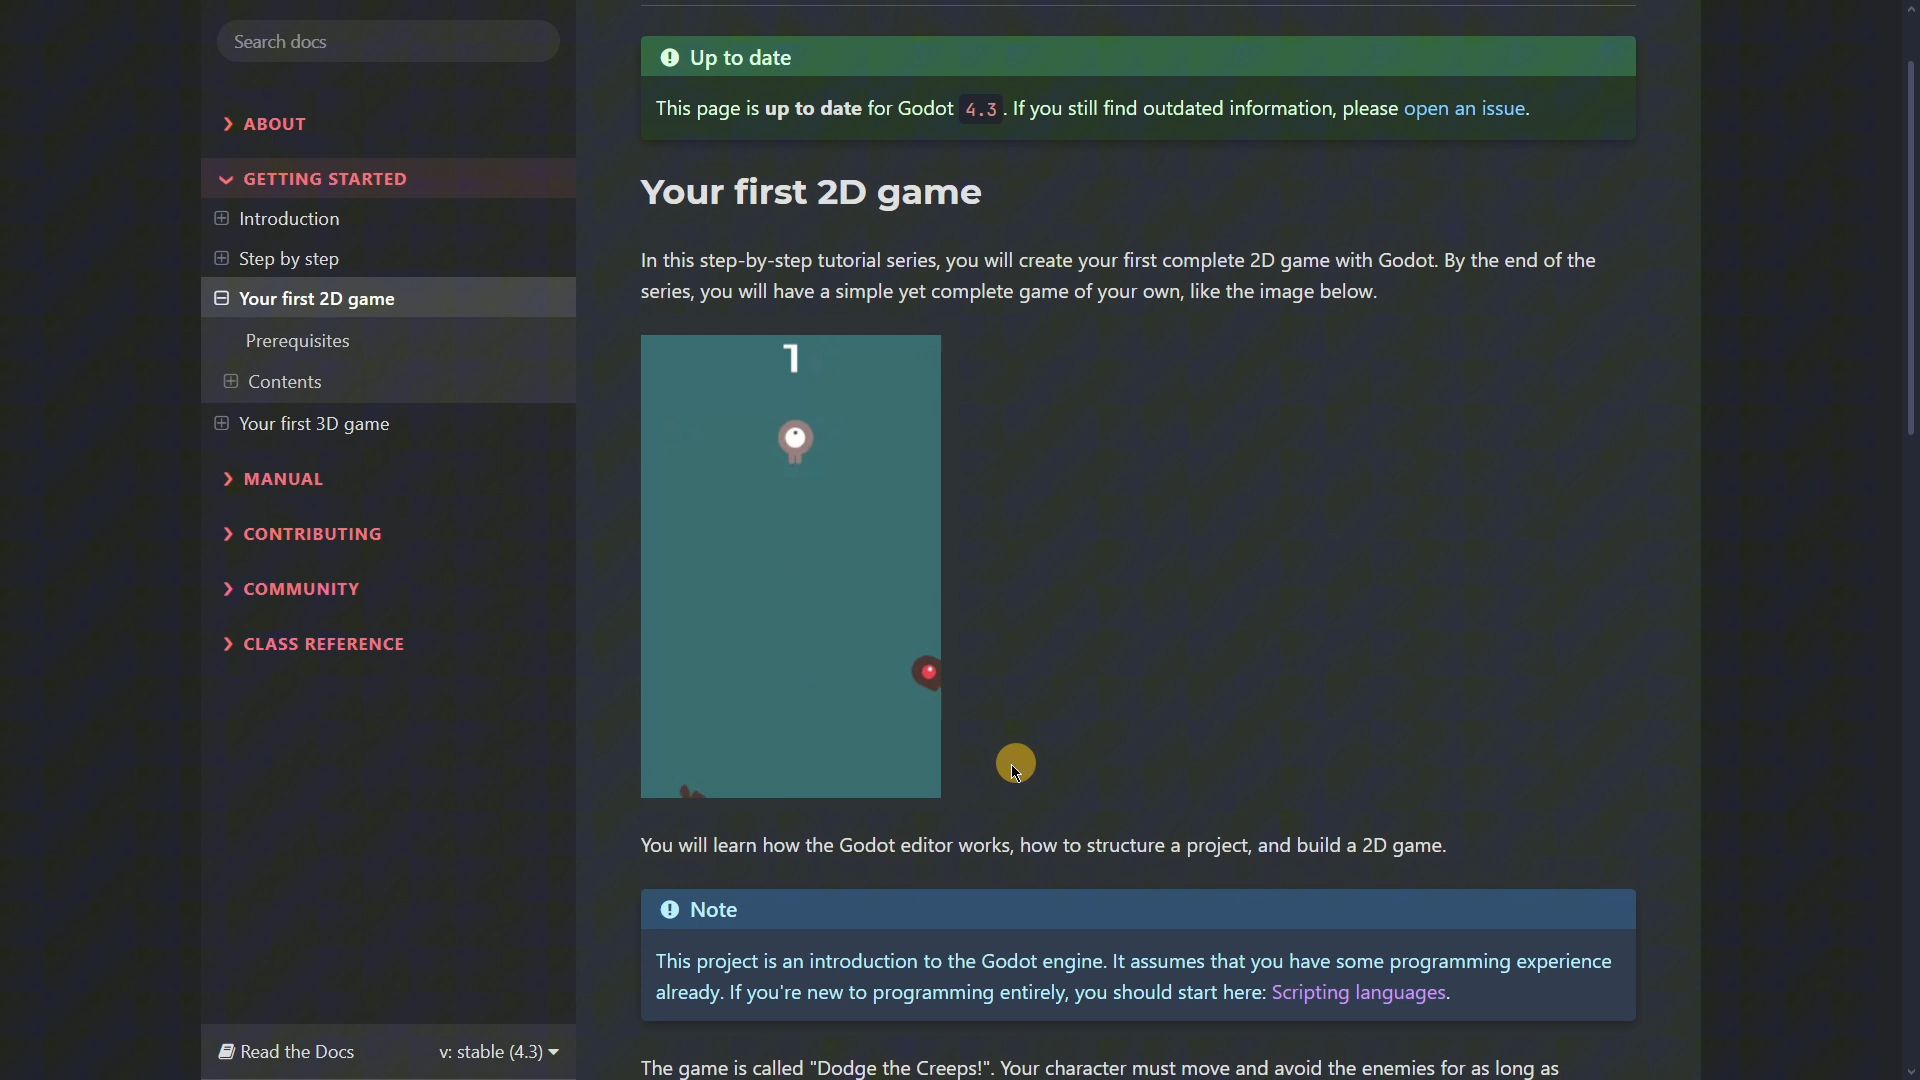 Search docs
ABOUT
GETTING STARTED
Introduction
Step by step
Your first 2D game
Prerequisites
Contents
Your first 3D game
MANUAL
CONTRIBUTING
COMMUNITY
CLASS REFERENCE
Read the Docs
v: stable (4.3)
Up to date
This page is up to date for Godot 4.3. If you still find outdated information, please open an issue.
Your first 2D game
In this step-by-step tutorial series, you will create your first complete 2D game with Godot. By the end of the
series, you will have a simple yet complete game of your own, like the image below.
1
You will learn how the Godot editor works, how to structure a project, and build a 2D game.
Note
This project is an introduction to the Godot engine. It assumes that you have some programming experience
already. If you're new to programming entirely, you should start here: Scripting languages.
The game is called "Dodge the Creeps!". Your character must move and avoid the enemies for as long as